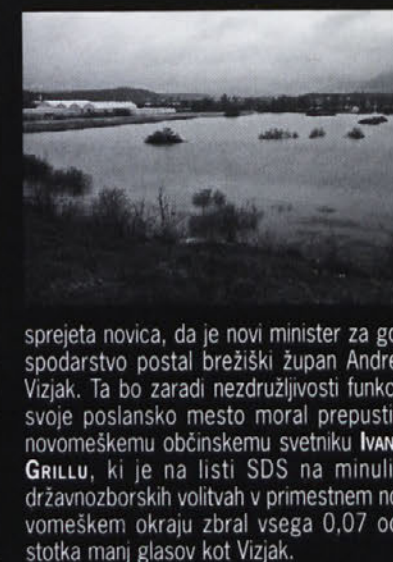 sprejeta novica, da je novi minister za go
spodarstvo postal brežiški župan Andre
Vizjak. Ta bo zaradi nezdružljivosti funkc
svoje poslansko mesto moral prepusti
novomeškemu občinskemu svetniku IVAN
GRILLU, ki je na listi SDS na minuli
državnozborskih volitvah v primestnem no
vomeškem okraju zbral vsega 0,07 od
stotka manj glasov kot Vizjak.